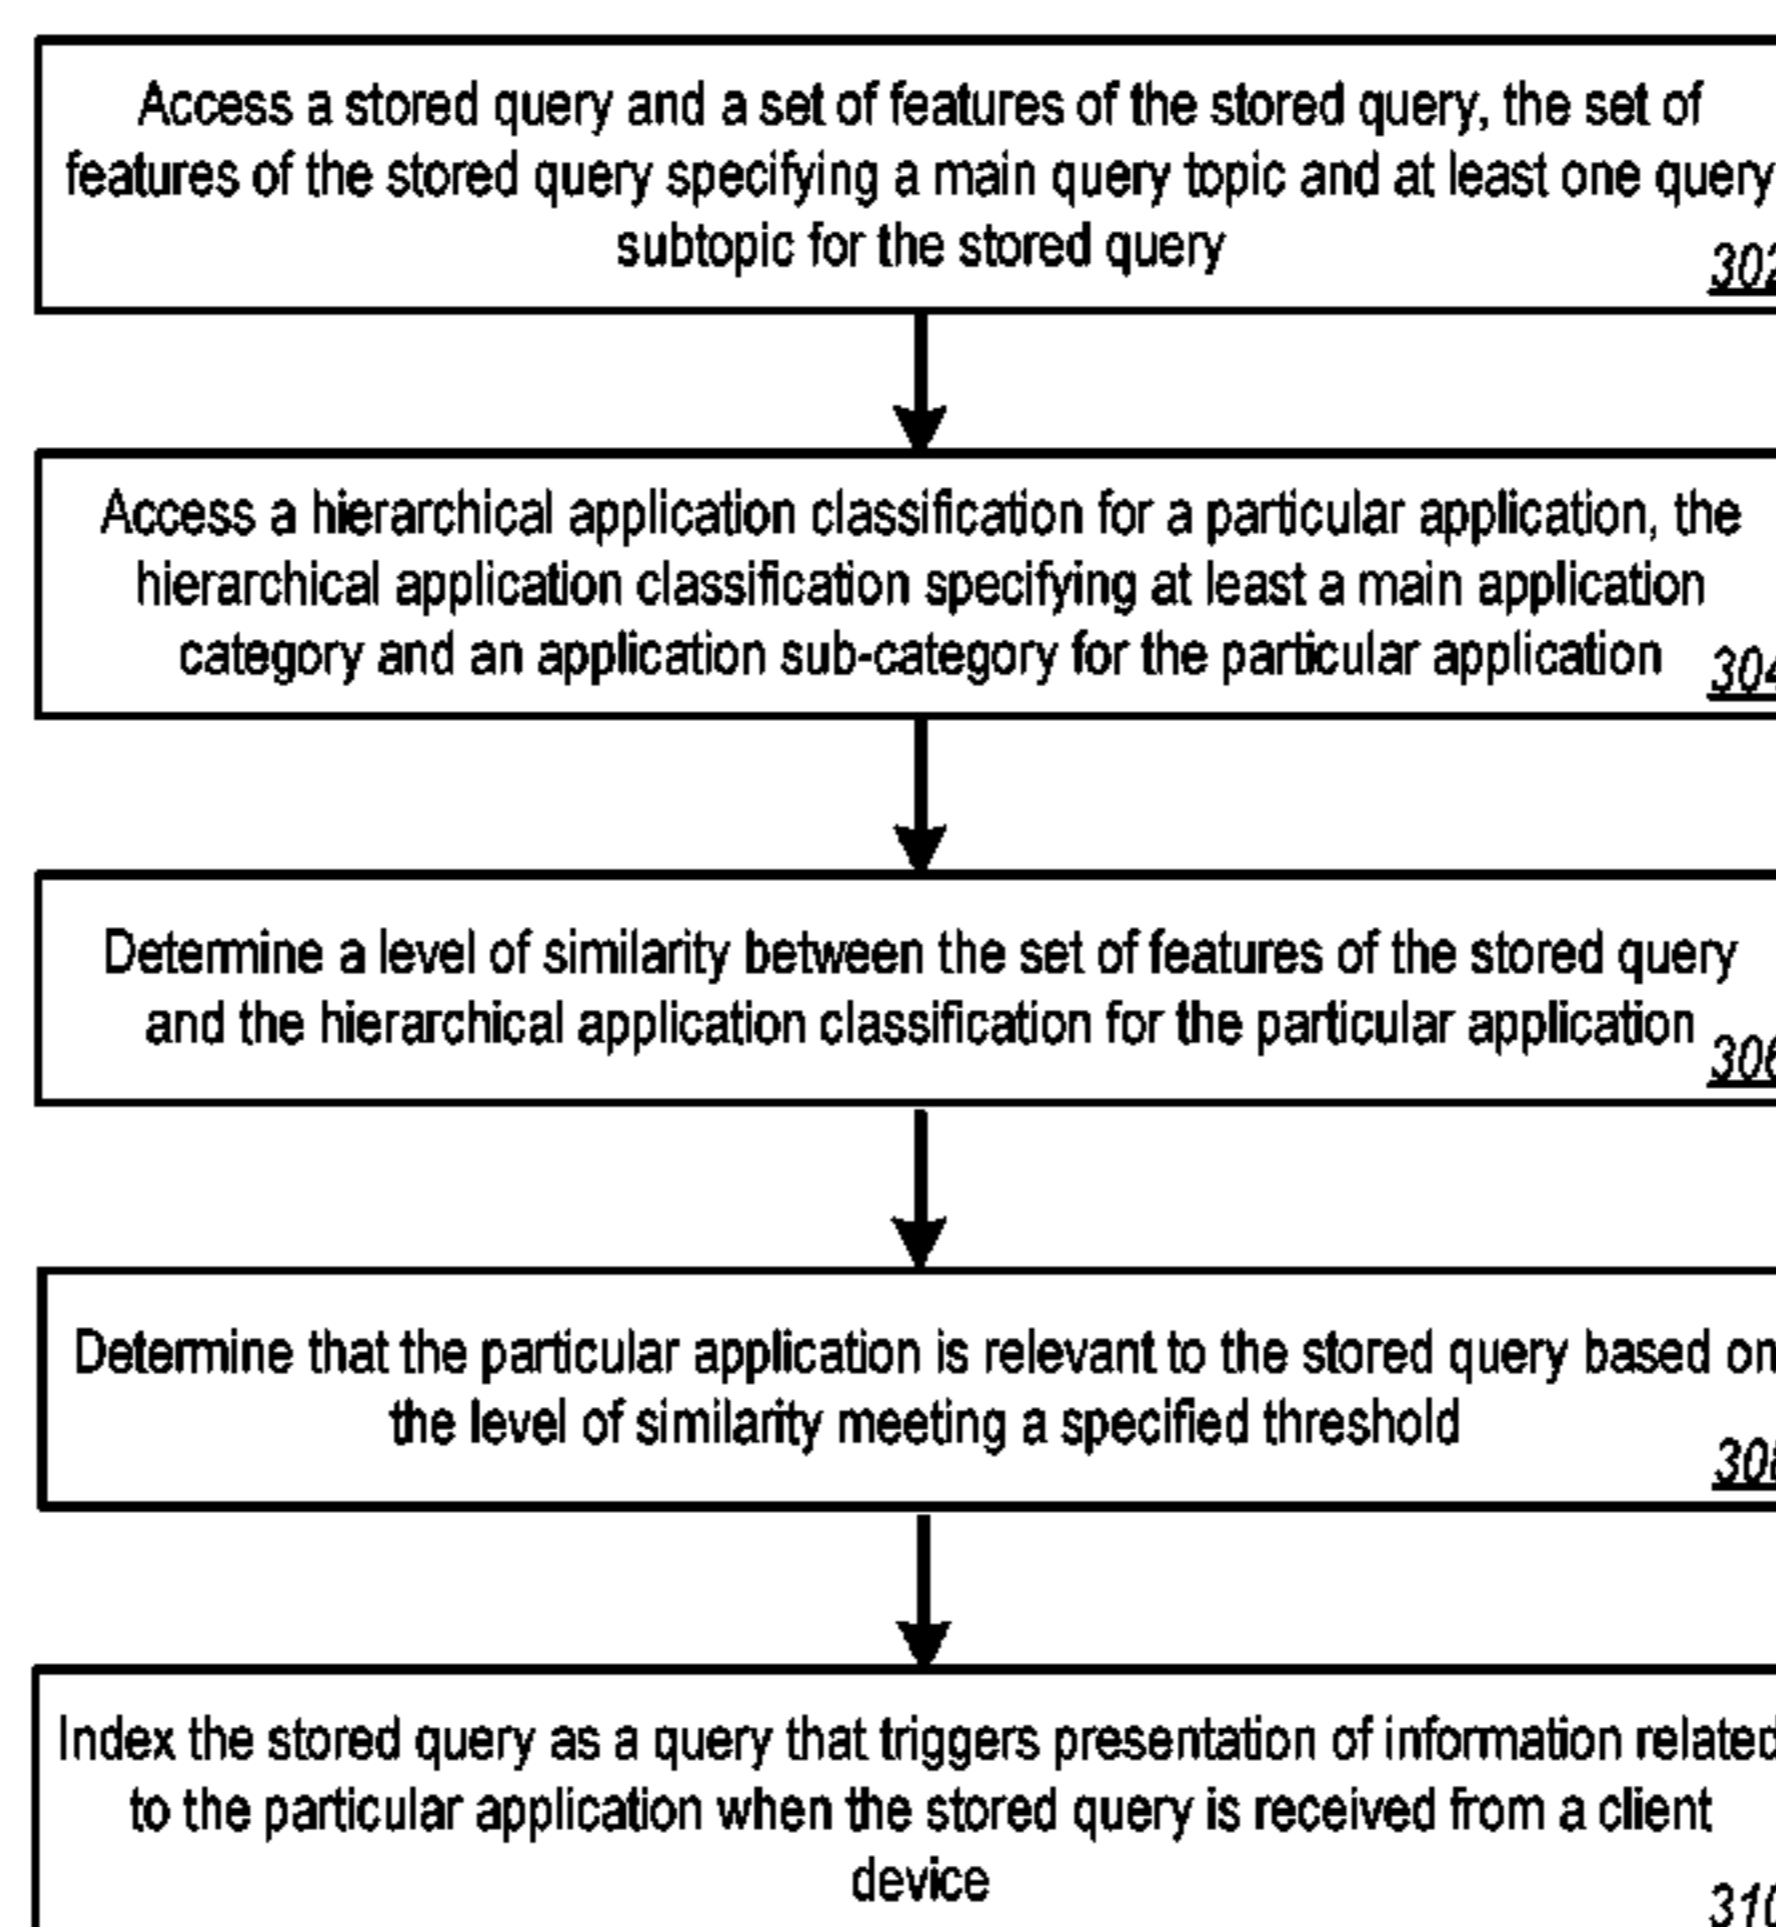 Access a stored query and a set of features of the stored query, the set of
features of the stored query specifying a main query topic and at least one query
subtopic for the stored query
302
Access a hierarchical application classification for a particular application, the
hierarchical application classification specifying at least a main application
category and an application sub-category for the particular application
304
Determine a level of similarity between the set of features of the stored query
and the hierarchical application classification for the particular application
306
Determine that the particular application is relevant to the stored query based on
the level of similarity meeting a specified threshold
308
Index the stored query as a query that triggers presentation of information related
to the particular application when the stored query is received from a client
device
310